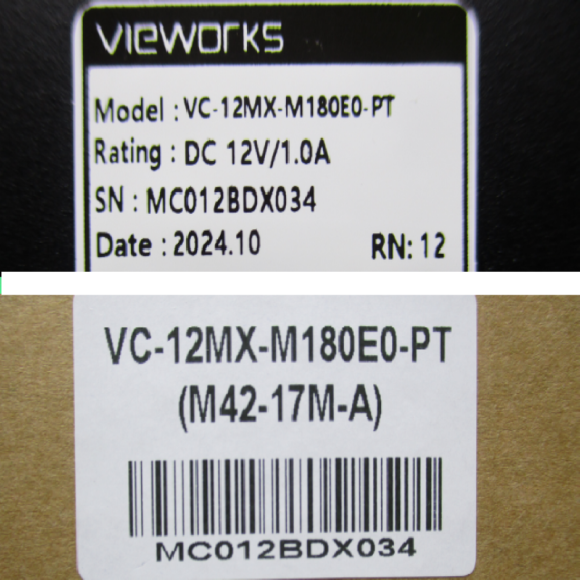 VIEWORKS
Model : VC-12MX-M180E0-PT
Rating : DC 12V/1.0A
SN : MC012BDX034
Date : 2024.10 RN: 12
VC-12MX-M180E0-PT
(M42-17M-A)
MC012BDX034